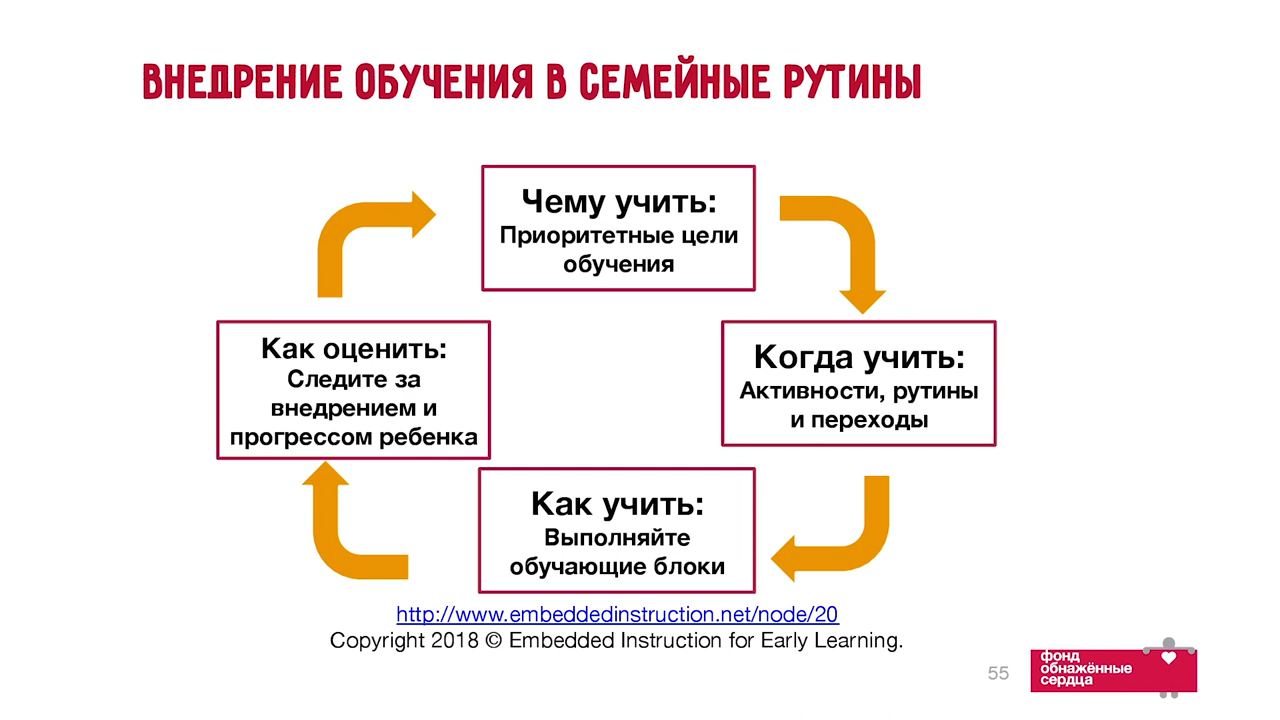 ВНЕДРЕНИЕ ОБУЧЕНИЯ В СЕМЕЙНЫЕ РУТИНЫ
Чему учить:
Приоритетные цели
обучения
Когда учить:
Активности, рутины
и переходы
Как учить:
Выполняйте
обучающие блоки
Как оценить:
Следите за
внедрением и
прогрессом ребенка
http://www.embeddedinstruction.net/node/20
Copyright 2018 © Embedded Instruction for Early Learning.
55
фонд
обнажённые
сердца